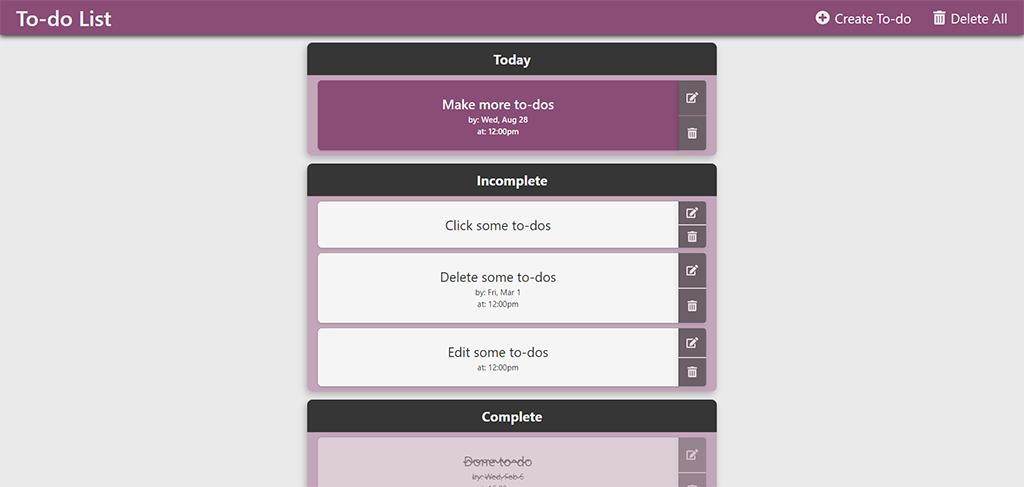 To-do List
Create To-do
Delete All
Today
Make more to-dos
by: Wed, Aug 28
at: 12:00pm
Incomplete
Click some to-dos
Delete some to-dos
by: Fri, Mar 1
at: 12:00pm
Edit some to-dos
at: 12:00pm
Complete
Done to-do
by: Wed, Feb 6